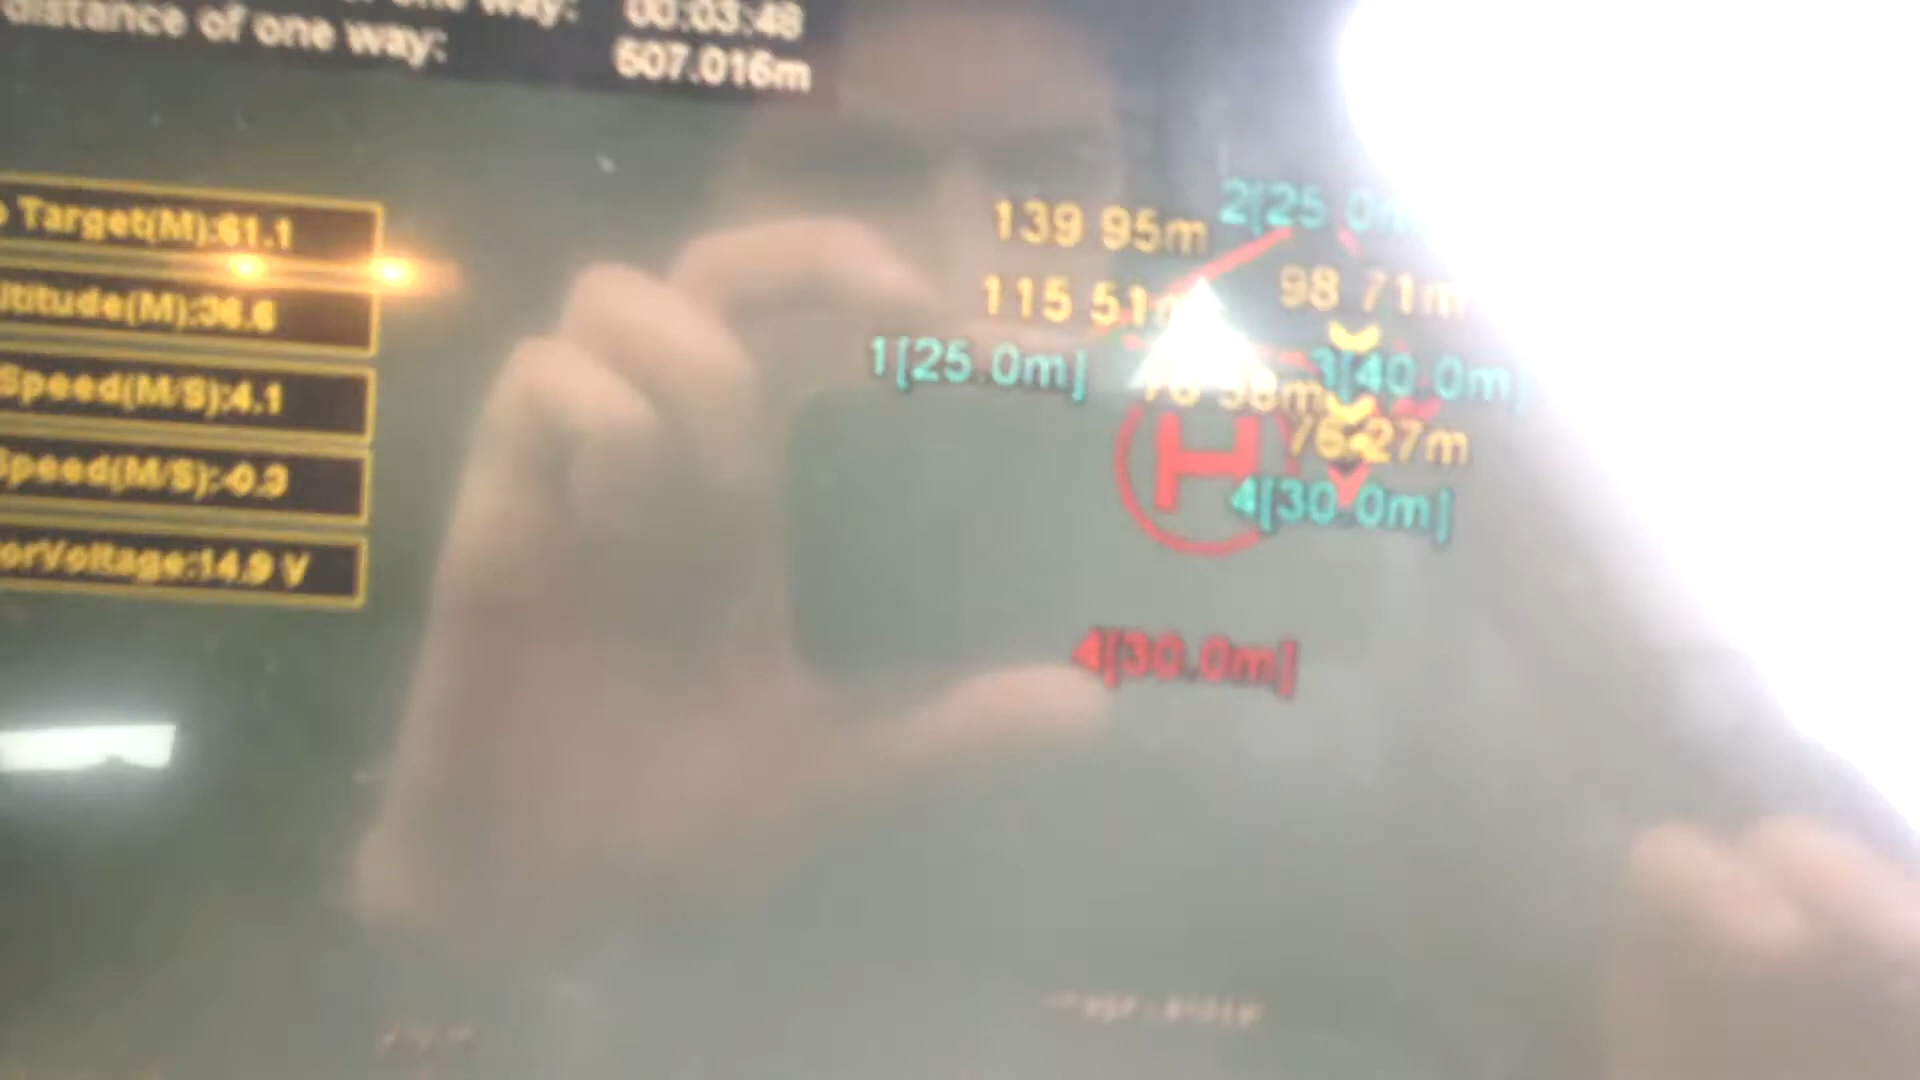 one way: 00:03:48
distance of one way: 607.016m
Target(M):61.1
ltitude(M):36.6
Speed(M/S):4.1
Speed(M/S):-0.3
orVoltage:14.9 V
139 95m
2[25 0m
115 51m
98 71m
1[25 0m]
3[40 0m]
76 27m
4[30 0m]
4[30.0m]